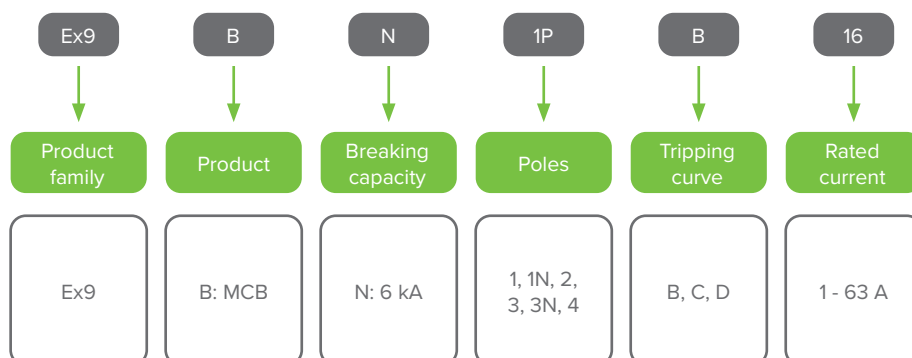 Ex9 B N 1P B 16
Product Breaking Tripping Rated
family Product capacity Poles curve current
Ex9 B: MCB N: 6 kA 1, 1N, 2, B, C, D 1 - 63 A
3, 3N, 4